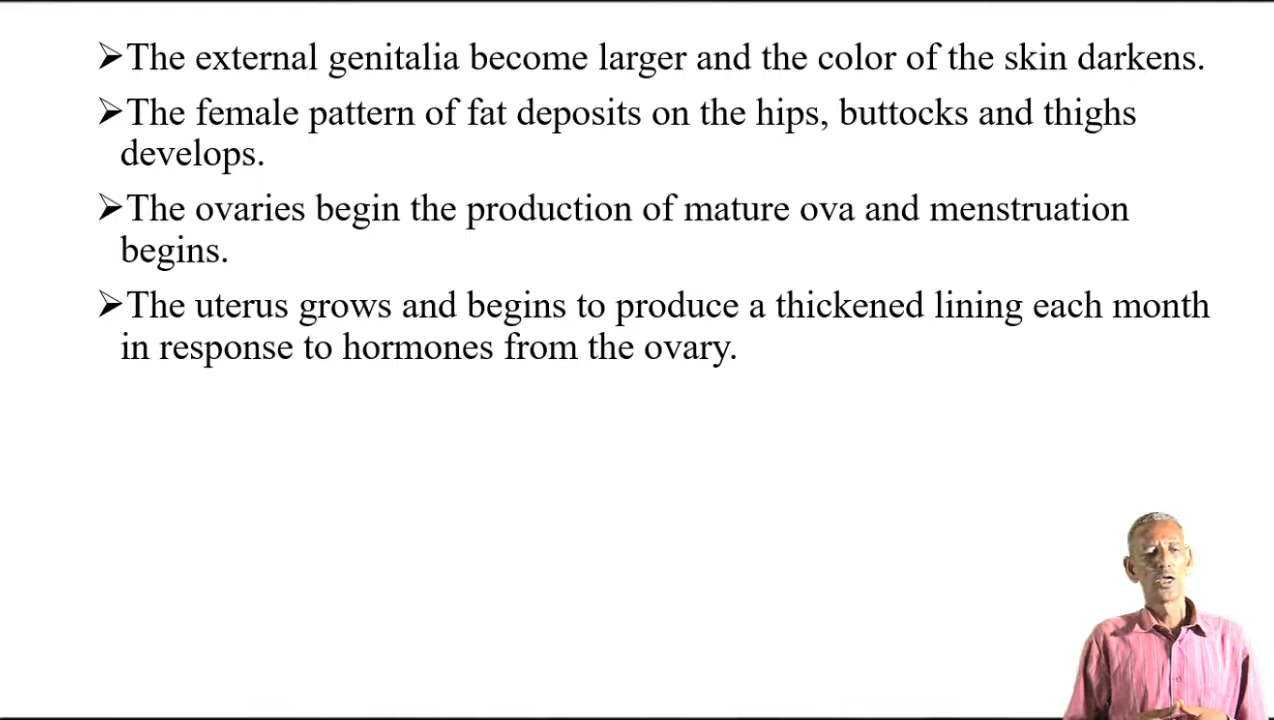 ➢The external genitalia become larger and the color of the skin darkens.
➢The female pattern of fat deposits on the hips, buttocks and thighs
develops.
➢The ovaries begin the production of mature ova and menstruation
begins.
➢The uterus grows and begins to produce a thickened lining each month
in response to hormones from the ovary.